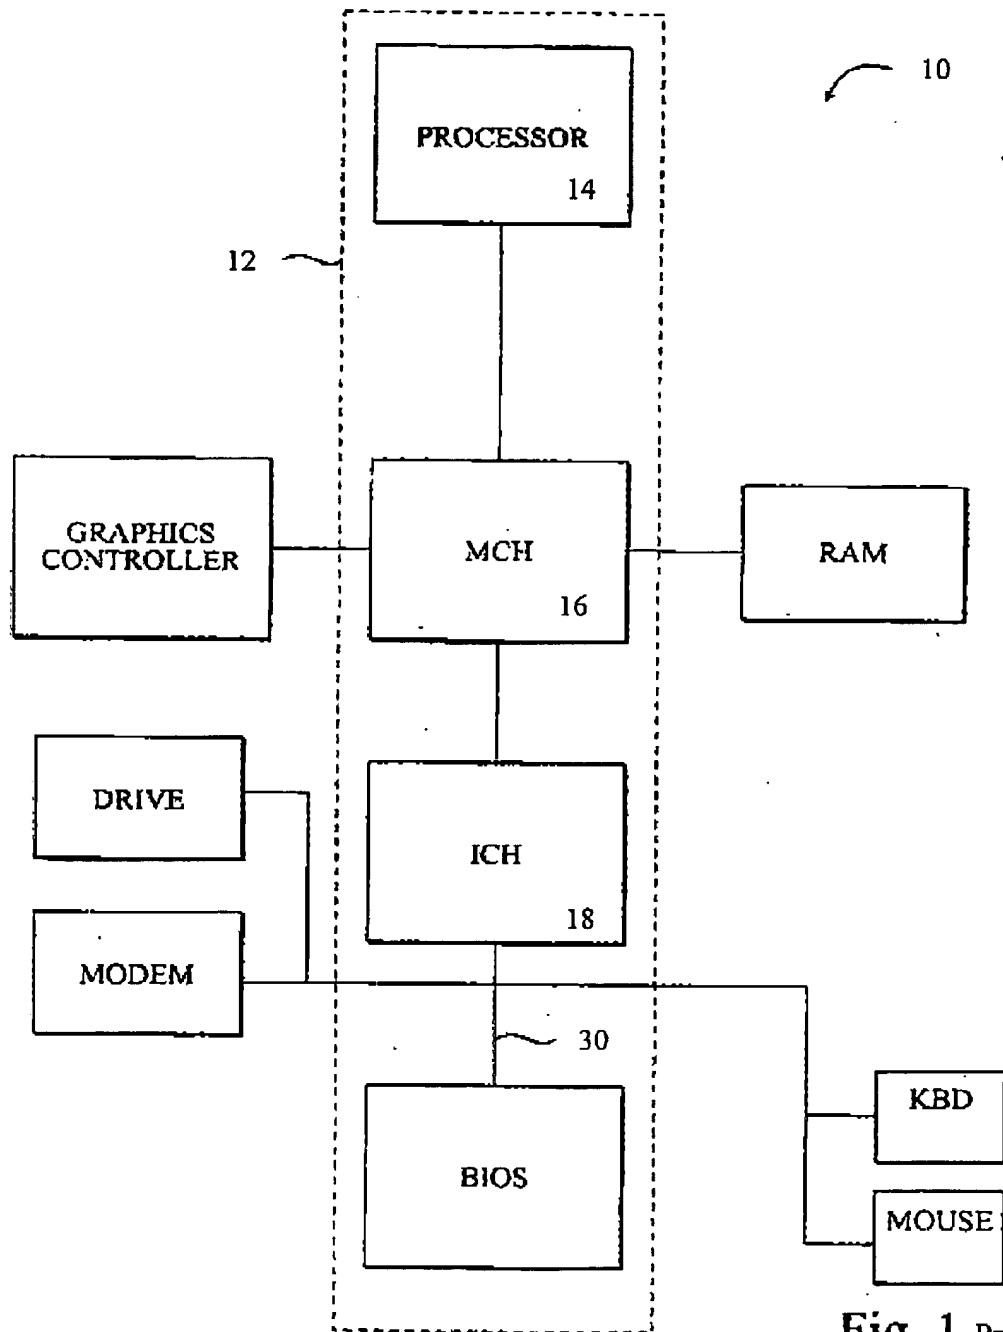 10
PROCESSOR
14
12
GRAPHICS
CONTROLLER
MCH
16
RAM
DRIVE
ICH
18
MODEM
30
KBD
BIOS
MOUSE
Fig. 1